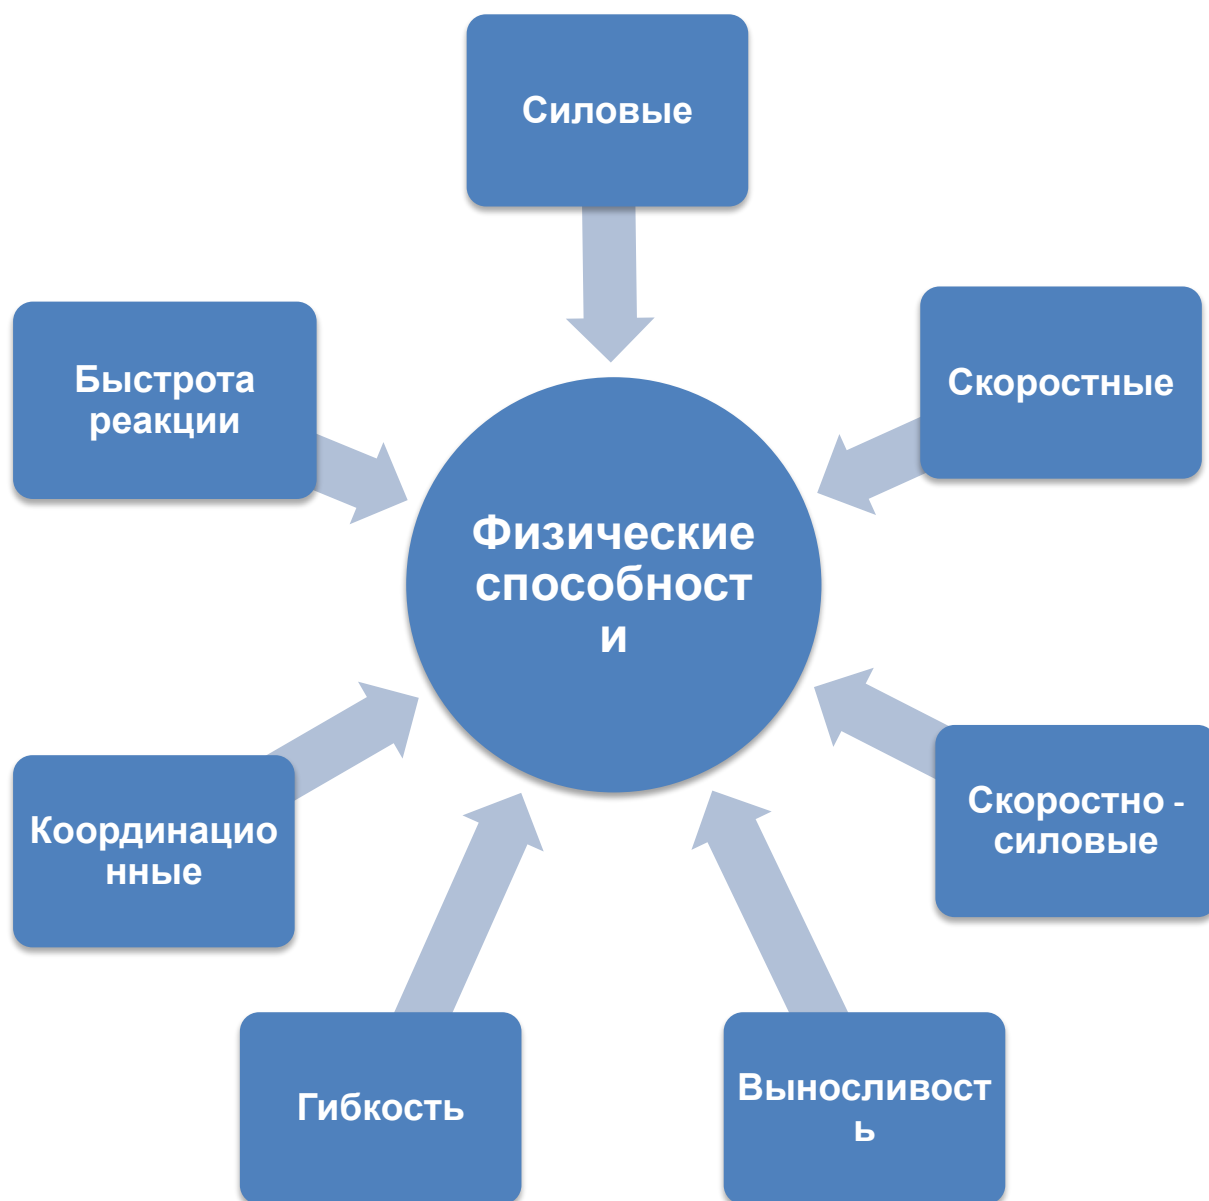 Силовые
Быстрота
реакции
Скоростные
Физические
способност
и
Координацио
нные
Скоростно -
силовые
Гибкость
Выносливост
ь